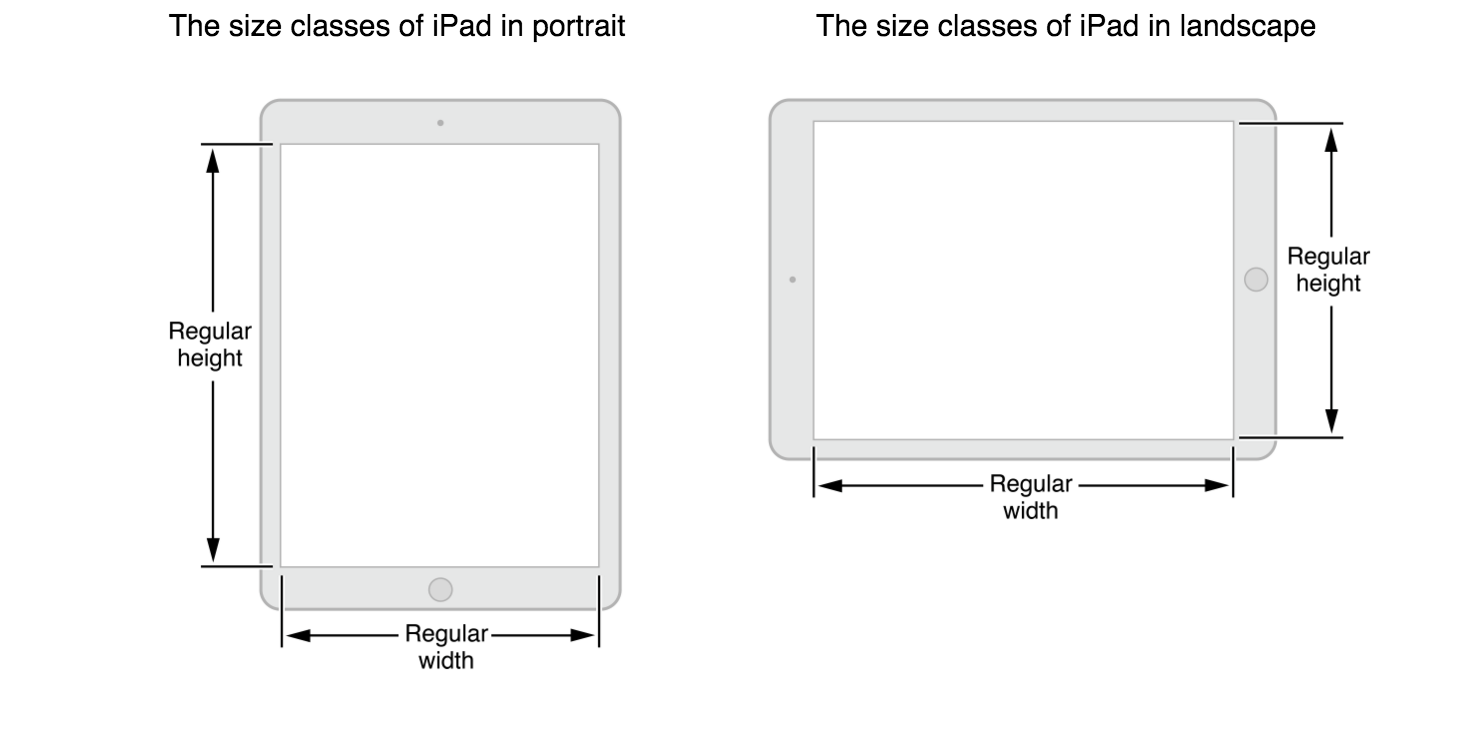 The size classes of iPad in portrait
The size classes of iPad in landscape
Regular
height
Regular
width
Regular
height
Regular
width